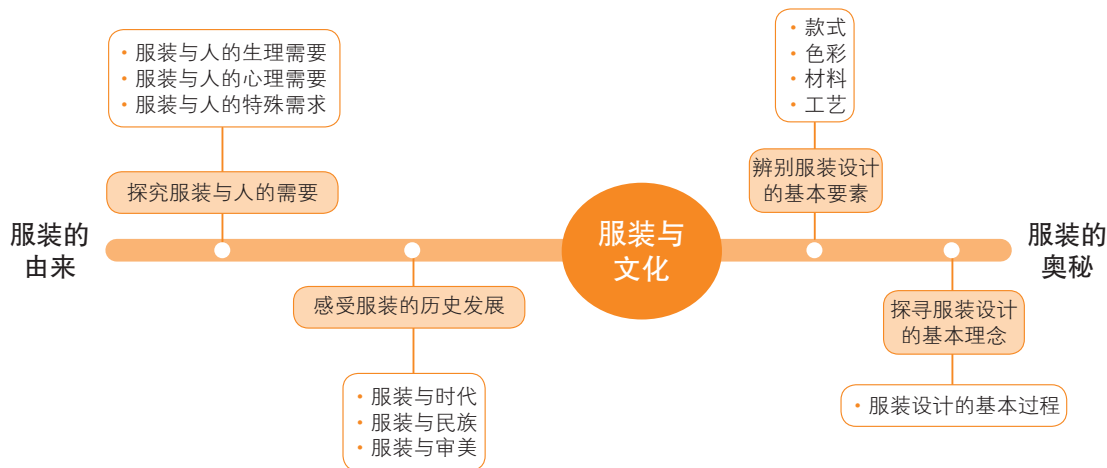 • 服装与人的生理需要
• 服装与人的心理需要
• 服装与人的特殊需求
探究服装与人的需要
服装的
由来
感受服装的历史发展
• 服装与时代
• 服装与民族
• 服装与审美
服装与
文化
• 款式
• 色彩
• 材料
• 工艺
辨别服装设计
的基本要素
服装的
奥秘
探寻服装设计
的基本理念
• 服装设计的基本过程